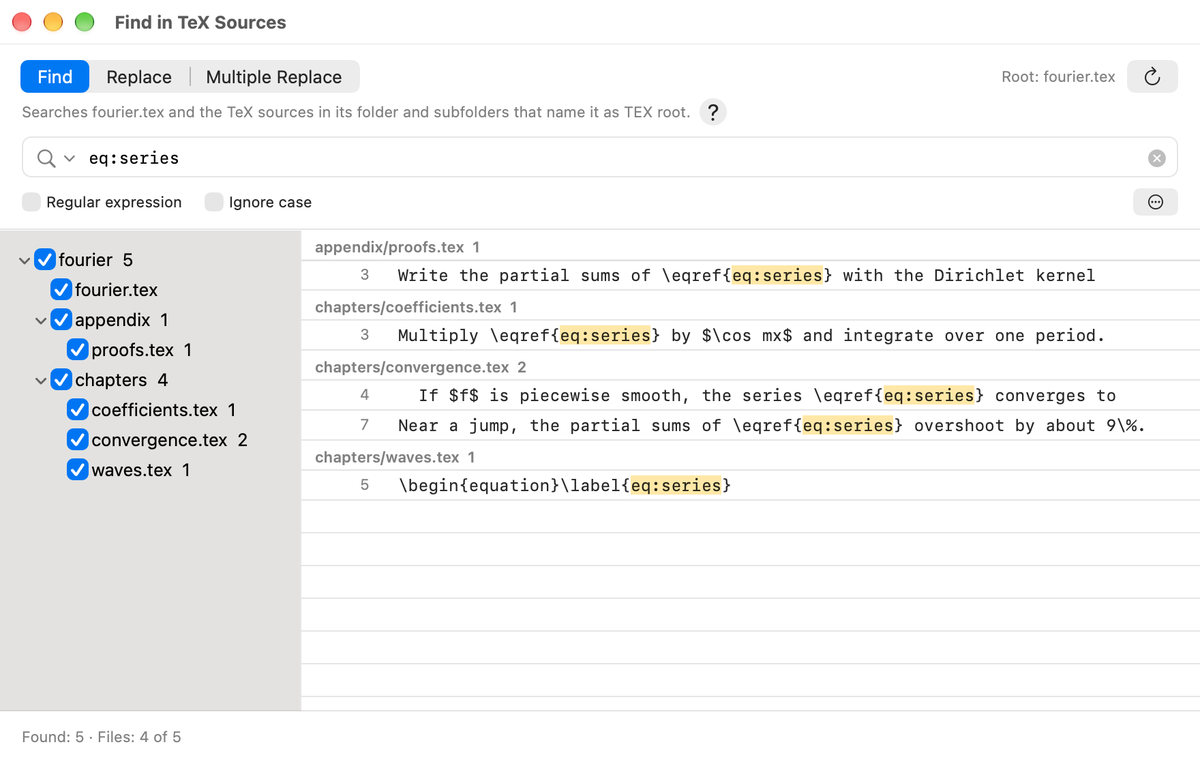 Find in TeX Sources
Find Replace Multiple Replace Root: fourier.tex
Searches fourier.tex and the TeX sources in its folder and subfolders that name it as TEX root. ?
eq:series
Regular expression Ignore case
fourier 5
fourier.tex
appendix 1
proofs.tex 1
chapters 4
coefficients.tex 1
convergence.tex 2
waves.tex 1
appendix/proofs.tex 1
3 Write the partial sums of \eqref{eq:series} with the Dirichlet kernel
chapters/coefficients.tex 1
3 Multiply \eqref{eq:series} by $\cos mx$ and integrate over one period.
chapters/convergence.tex 2
4 If $f$ is piecewise smooth, the series \eqref{eq:series} converges to
7 Near a jump, the partial sums of \eqref{eq:series} overshoot by about 9\%.
chapters/waves.tex 1
5 \begin{equation}\label{eq:series}
Found: 5 · Files: 4 of 5